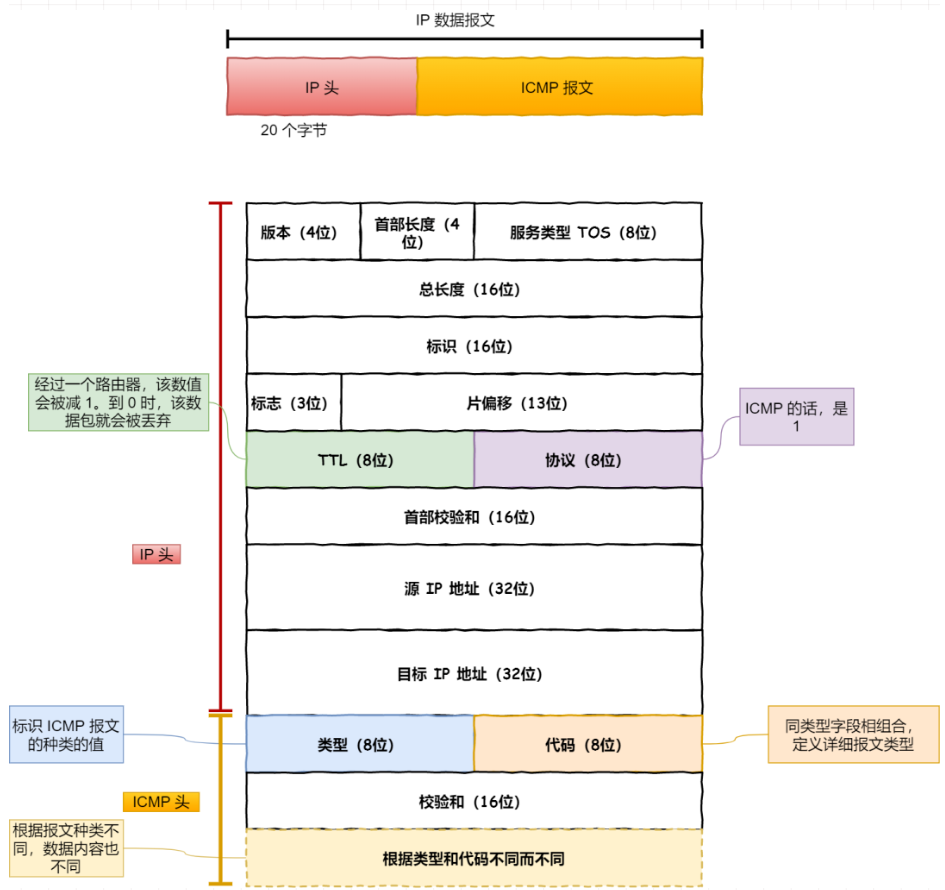 IP 数据报文
IP 头
ICMP 报文
20 个字节
版本（4位）
首部长度（4
位）
服务类型 TOS（8位）
总长度（16位）
标识（16位）
标志（3位）
片偏移（13位）
经过一个路由器，该数值
会被减 1。到 0 时，该数
据包就会被丢弃
ICMP 的话，是
1
TTL（8位）
协议（8位）
首部校验和（16位）
IP 头
源 IP 地址（32位）
目标 IP 地址（32位）
标识 ICMP 报文
的种类的值
类型（8位）
代码（8位）
同类型字段相组合，
定义详细报文类型
ICMP 头
校验和（16位）
根据报文种类不
同，数据内容也
不同
根据类型和代码不同而不同